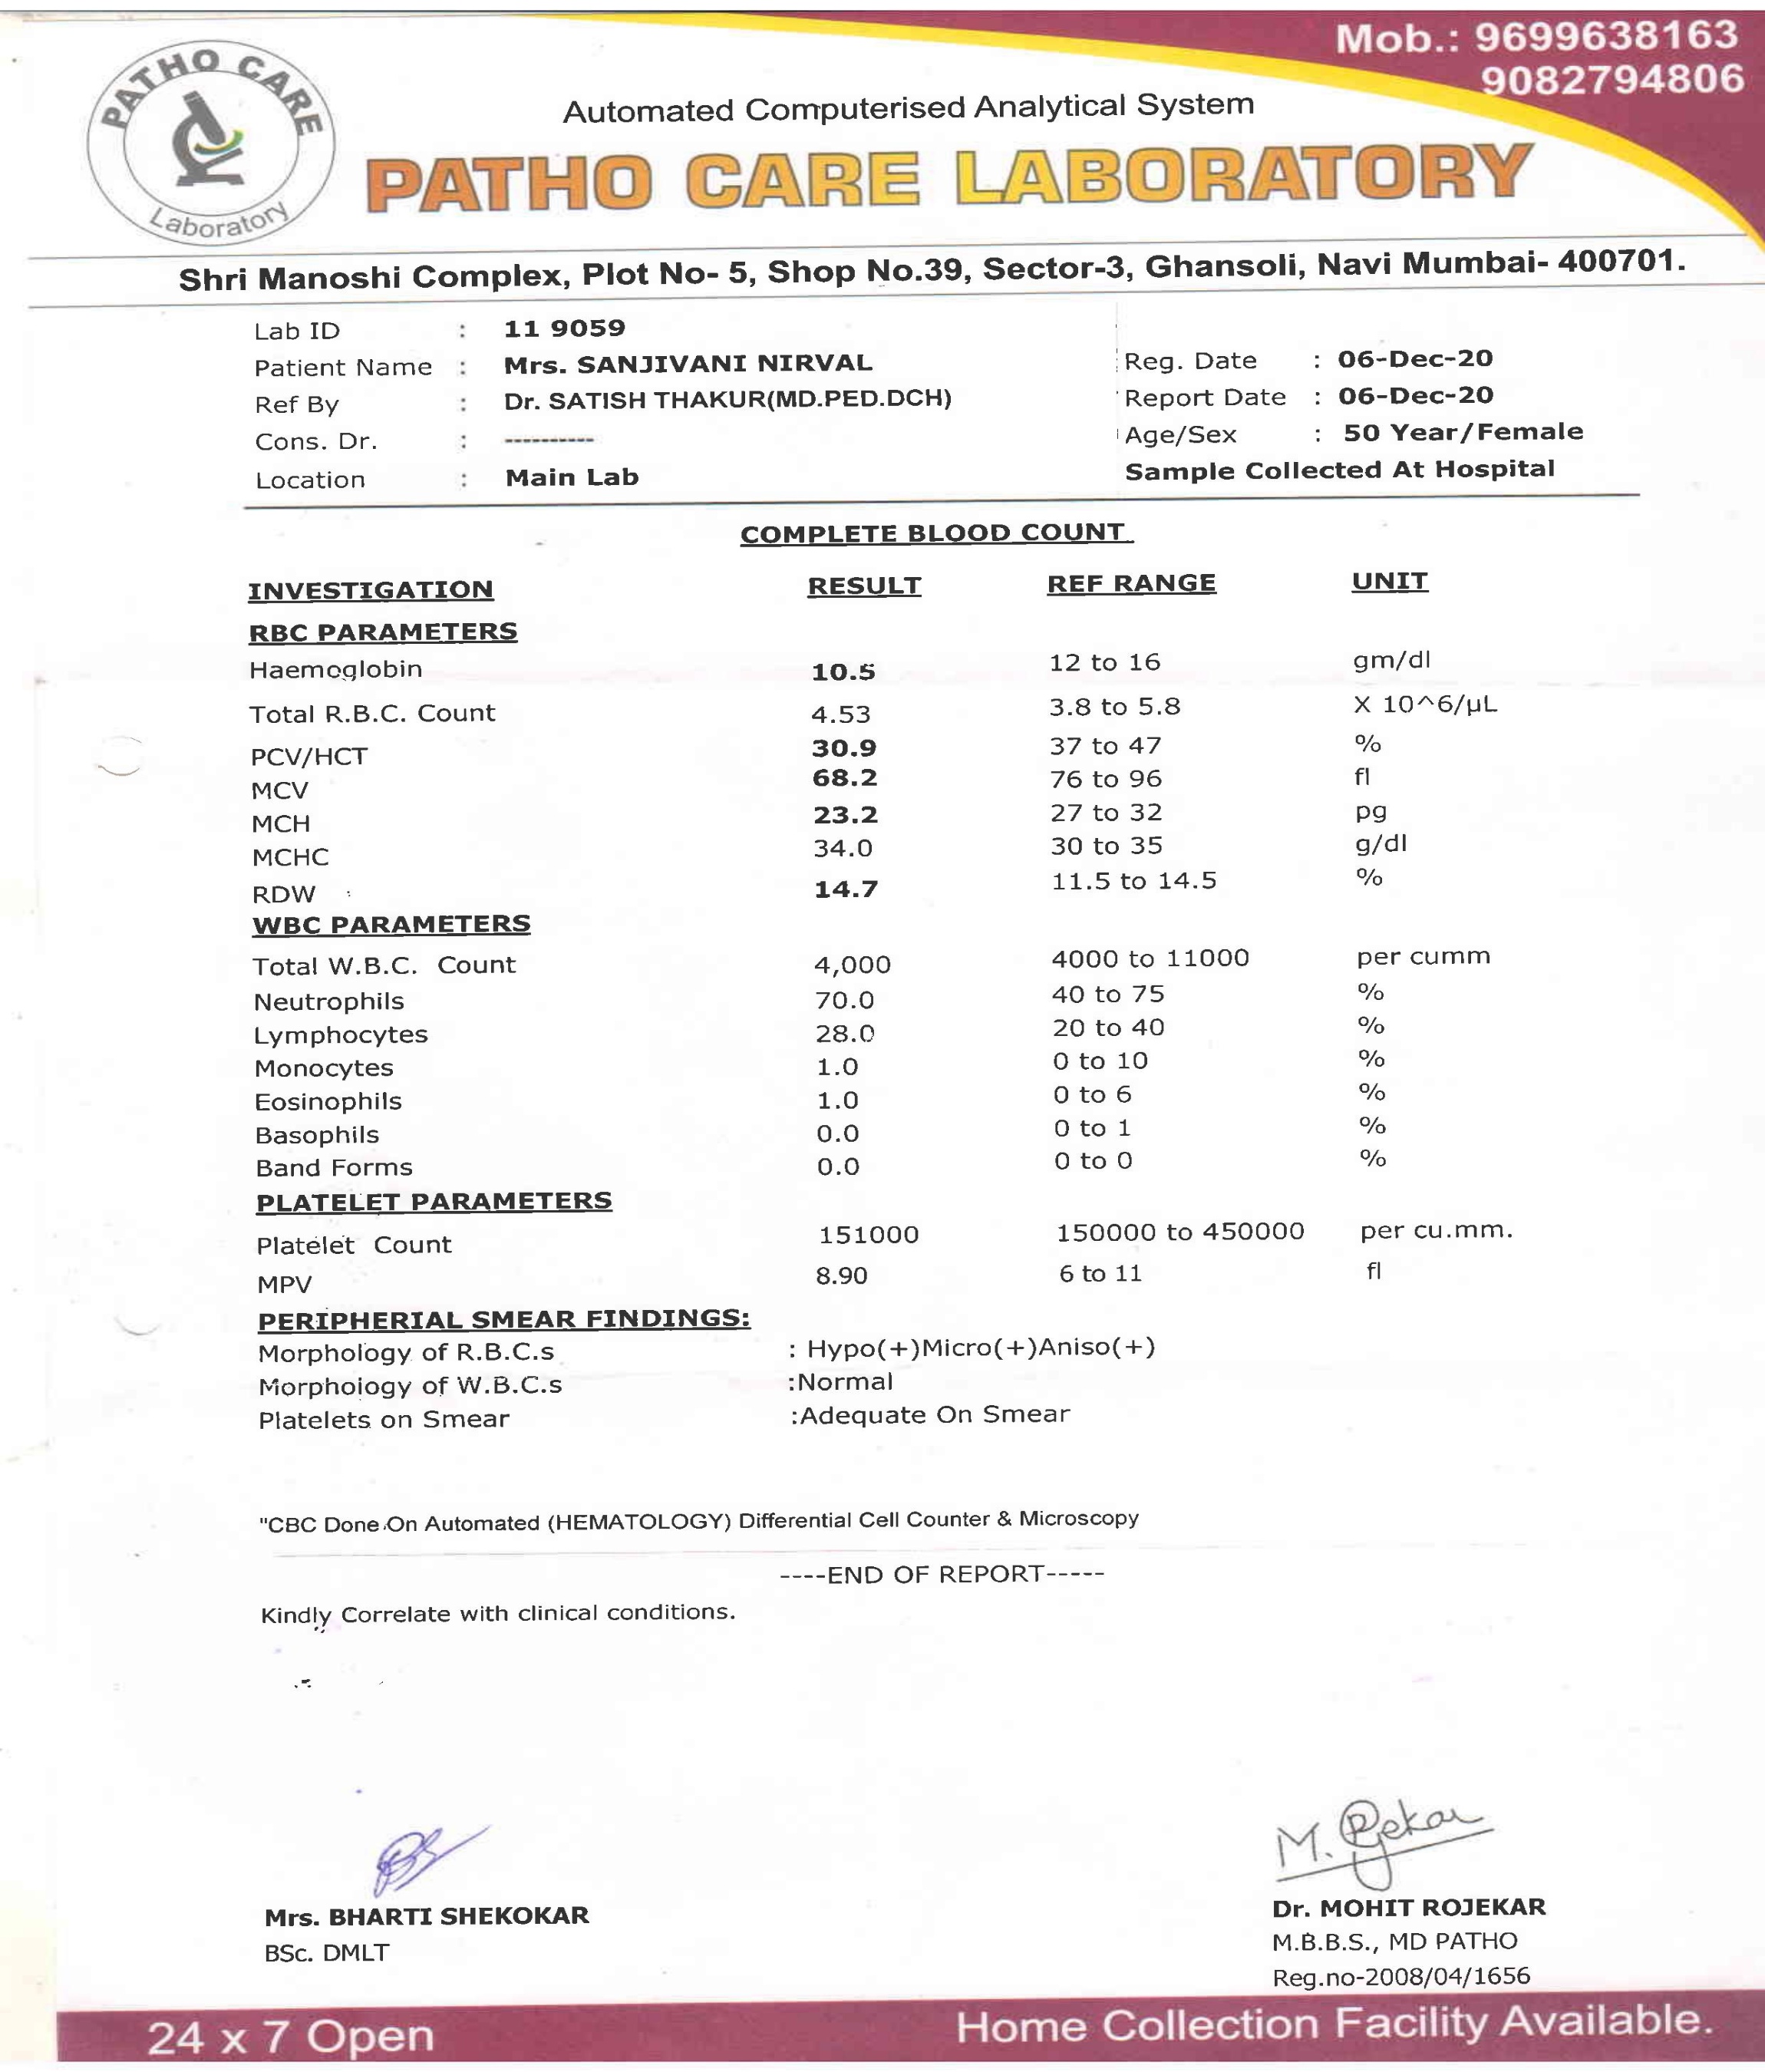 Mob.: 9699638163
9082794806
PATHO CARE
Laboratory
Automated Computerised Analytical System
PATHO CARE LABORATORY
Shri Manoshi Complex, Plot No- 5, Shop No.39, Sector-3, Ghansoli, Navi Mumbai- 400701.
Lab ID : 11 9059
Patient Name : Mrs. SANJIVANI NIRVAL Reg. Date : 06-Dec-20
Ref By : Dr. SATISH THAKUR(MD.PED.DCH) Report Date : 06-Dec-20
Cons. Dr. : ---------- Age/Sex : 50 Year/Female
Location : Main Lab Sample Collected At Hospital
COMPLETE BLOOD COUNT
INVESTIGATION RESULT REF RANGE UNIT
RBC PARAMETERS
Haemoglobin 10.5 12 to 16 gm/dl
Total R.B.C. Count 4.53 3.8 to 5.8 X 10^6/µL
PCV/HCT 30.9 37 to 47 %
MCV 68.2 76 to 96 fl
MCH 23.2 27 to 32 pg
MCHC 34.0 30 to 35 g/dl
RDW 14.7 11.5 to 14.5 %
WBC PARAMETERS
Total W.B.C. Count 4,000 4000 to 11000 per cumm
Neutrophils 70.0 40 to 75 %
Lymphocytes 28.0 20 to 40 %
Monocytes 1.0 0 to 10 %
Eosinophils 1.0 0 to 6 %
Basophils 0.0 0 to 1 %
Band Forms 0.0 0 to 0 %
PLATELET PARAMETERS
Platelet Count 151000 150000 to 450000 per cu.mm.
MPV 8.90 6 to 11 fl
PERIPHERIAL SMEAR FINDINGS:
Morphology of R.B.C.s : Hypo(+)Micro(+)Aniso(+)
Morphology of W.B.C.s :Normal
Platelets on Smear :Adequate On Smear
"CBC Done On Automated (HEMATOLOGY) Differential Cell Counter & Microscopy
----END OF REPORT-----
Kindly Correlate with clinical conditions.
M. Rojekar
Mrs. BHARTI SHEKOKAR Dr. MOHIT ROJEKAR
BSc. DMLT M.B.B.S., MD PATHO
Reg.no-2008/04/1656
24 x 7 Open Home Collection Facility Available.